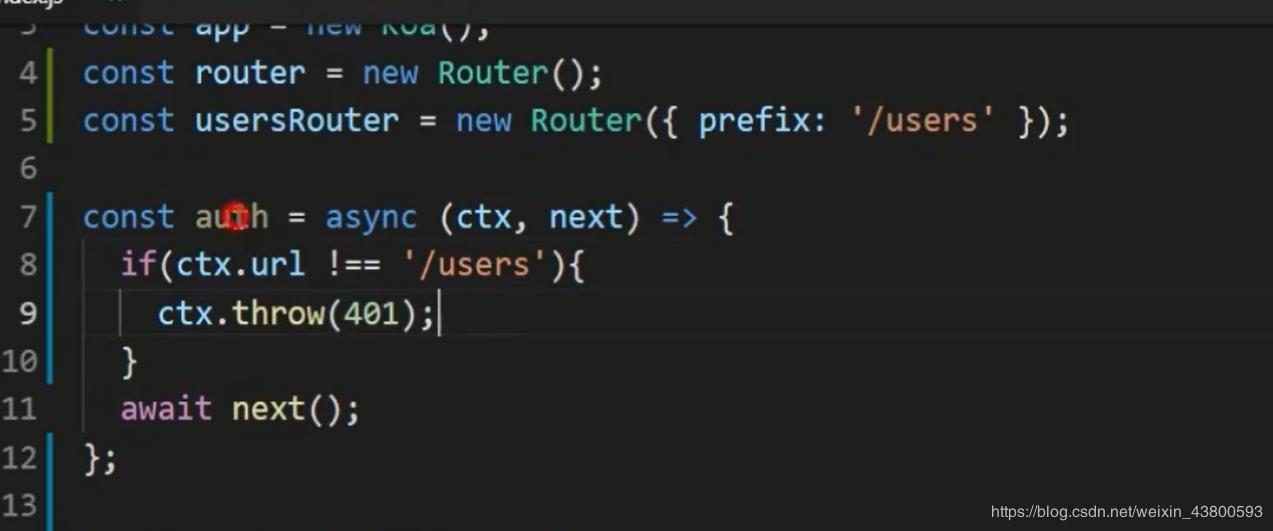 index.js
3 const app = new Koa();
4 const router = new Router();
5 const usersRouter = new Router({ prefix: '/users' });
6
7 const auth = async (ctx, next) => {
8 if(ctx.url !== '/users'){
9 ctx.throw(401);
10 }
11 await next();
12 };
13
https://blog.csdn.net/weixin_43800593